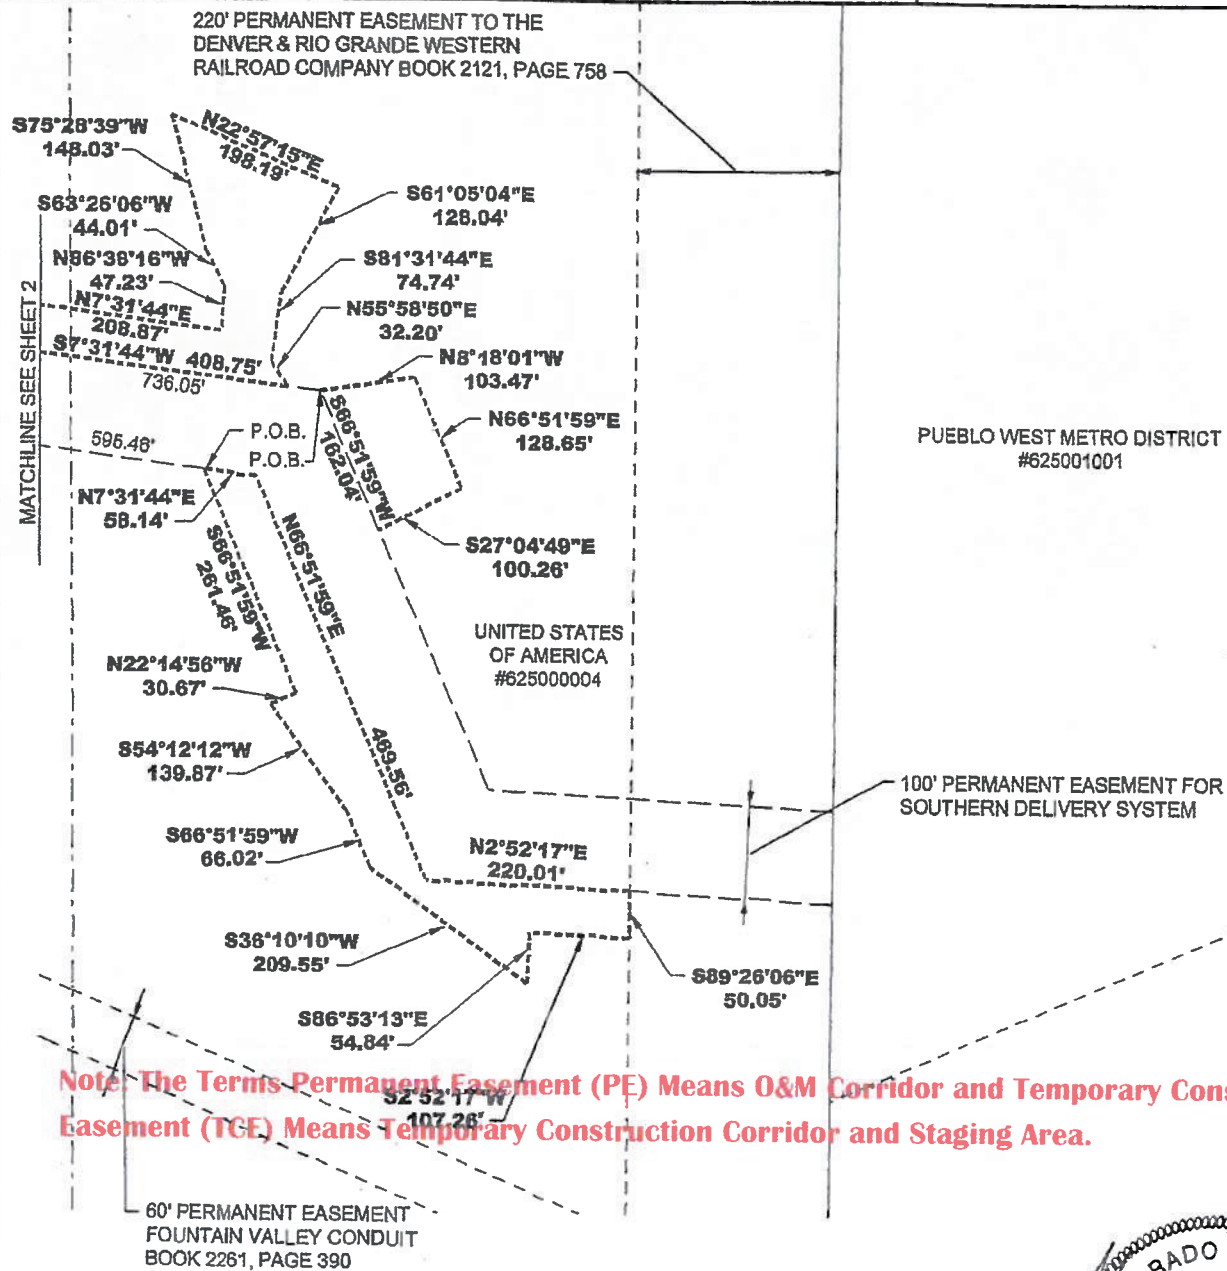 220' PERMANENT EASEMENT TO THE
DENVER & RIO GRANDE WESTERN
RAILROAD COMPANY BOOK 2121, PAGE 758
S75°28'39"W
148.03'
N22°57'15"E
198.19'
S61°05'04"E
128.04'
S63°26'06"W
44.01'
S81°31'44"E
74.74'
N86°38'16"W
47.23'
N55°58'50"E
32.20'
N7°31'44"E
208.87'
S7°31'44"W 408.75'
736.05'
N8°18'01"W
103.47'
MATCHLINE SEE SHEET 2
S66°51'59"W
162.04'
N66°51'59"E
128.65'
PUEBLO WEST METRO DISTRICT
#625001001
595.46'
P.O.B.
P.O.B.
N7°31'44"E
58.14'
S27°04'49"E
100.26'
S66°51'59"W
261.46'
N66°51'59"E
469.56'
UNITED STATES
OF AMERICA
#625000004
N22°14'56"W
30.67'
S54°12'12"W
139.87'
100' PERMANENT EASEMENT FOR
SOUTHERN DELIVERY SYSTEM
S66°51'59"W
66.02'
N2°52'17"E
220.01'
S36°10'10"W
209.55'
S89°26'06"E
50.05'
S86°53'13"E
54.84'
S2°52'17"W
107.26'
Note: The Terms Permanent Easement (PE) Means O&M Corridor and Temporary Cons
Easement (TCE) Means Temporary Construction Corridor and Staging Area.
60' PERMANENT EASEMENT
FOUNTAIN VALLEY CONDUIT
BOOK 2261, PAGE 390
RADO